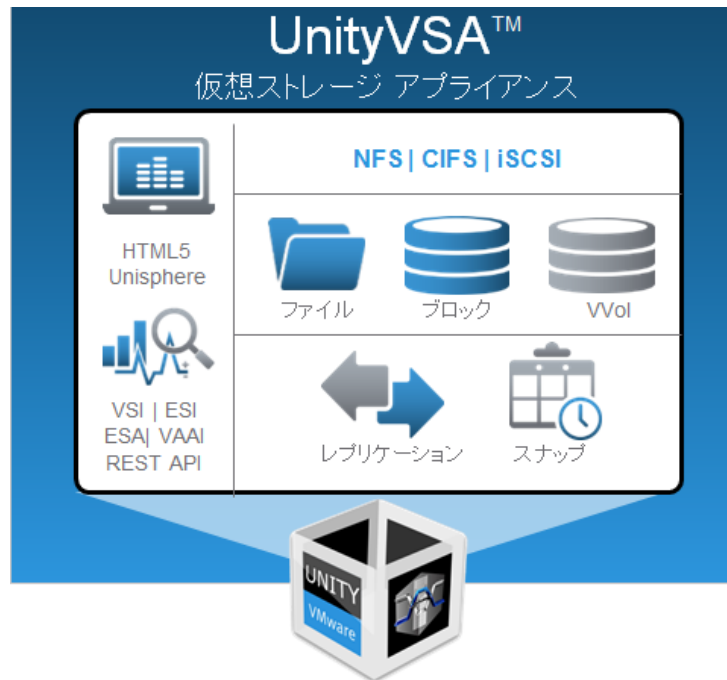 UnityVSA™
仮想ストレージ アプライアンス
HTML5
Unisphere
VSI | ESI
ESA| VAAI
REST API
NFS | CIFS | iSCSI
ファイル
ブロック
VVol
レプリケーション
スナップ
UNITY
VMware